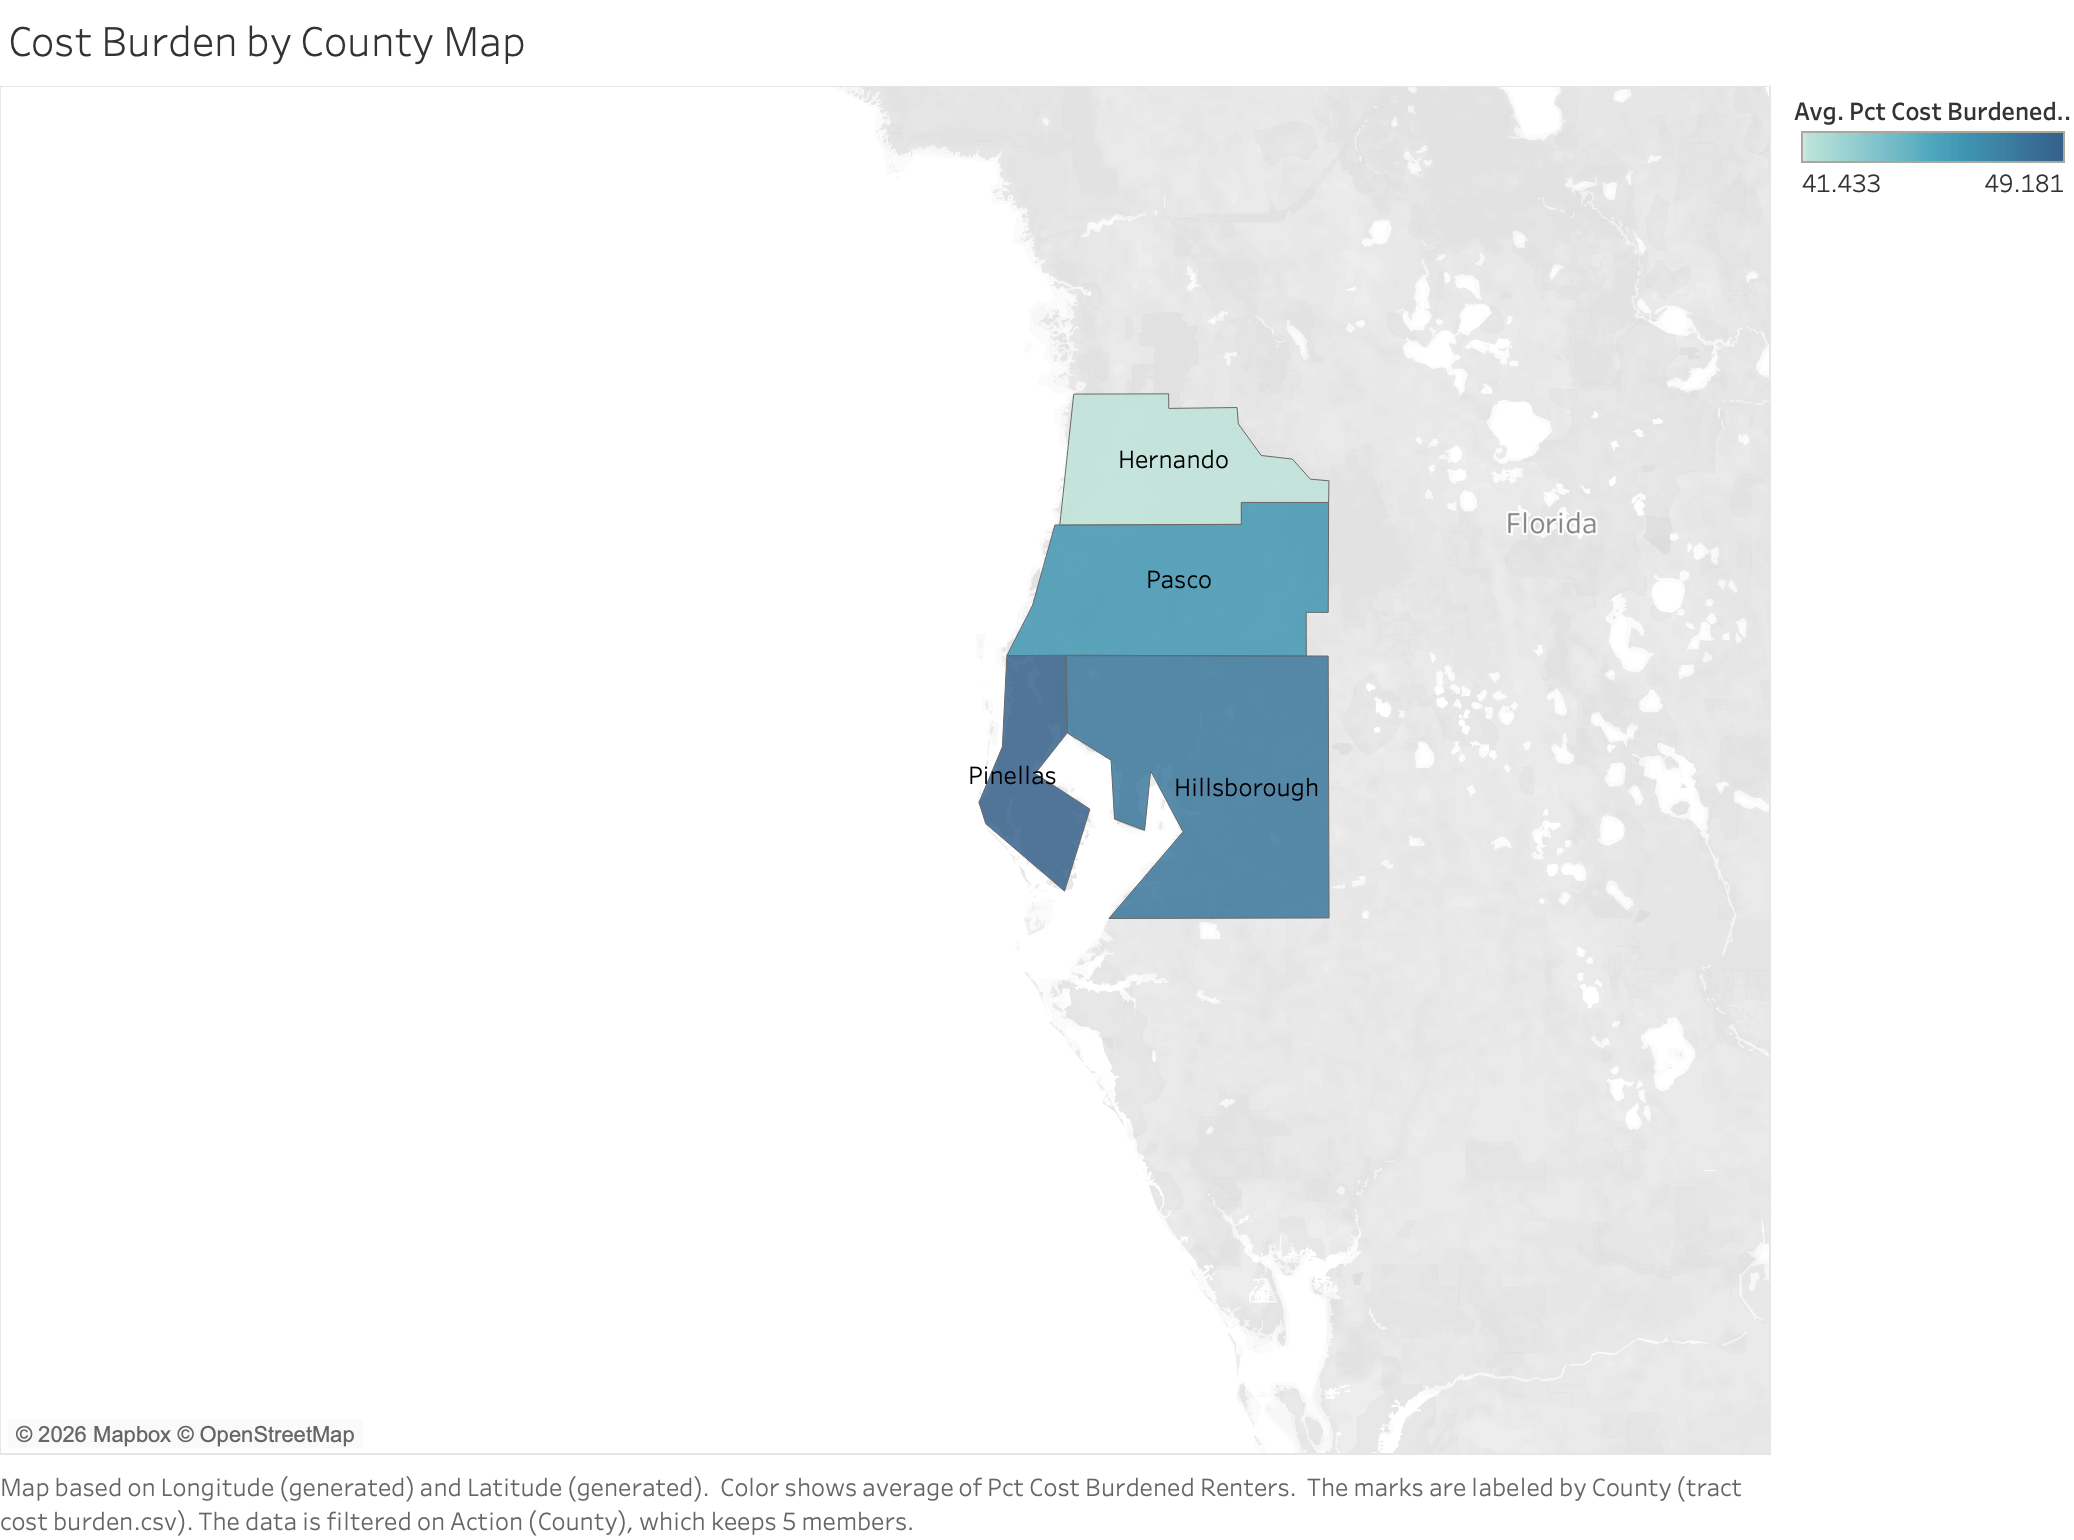 Cost Burden by County Map
Avg. Pct Cost Burdened..
41.433 49.181
Hernando
Florida
Pasco
Pinellas
Hillsborough
© 2026 Mapbox © OpenStreetMap
Map based on Longitude (generated) and Latitude (generated).  Color shows average of Pct Cost Burdened Renters.  The marks are labeled by County (tract
cost burden.csv). The data is filtered on Action (County), which keeps 5 members.